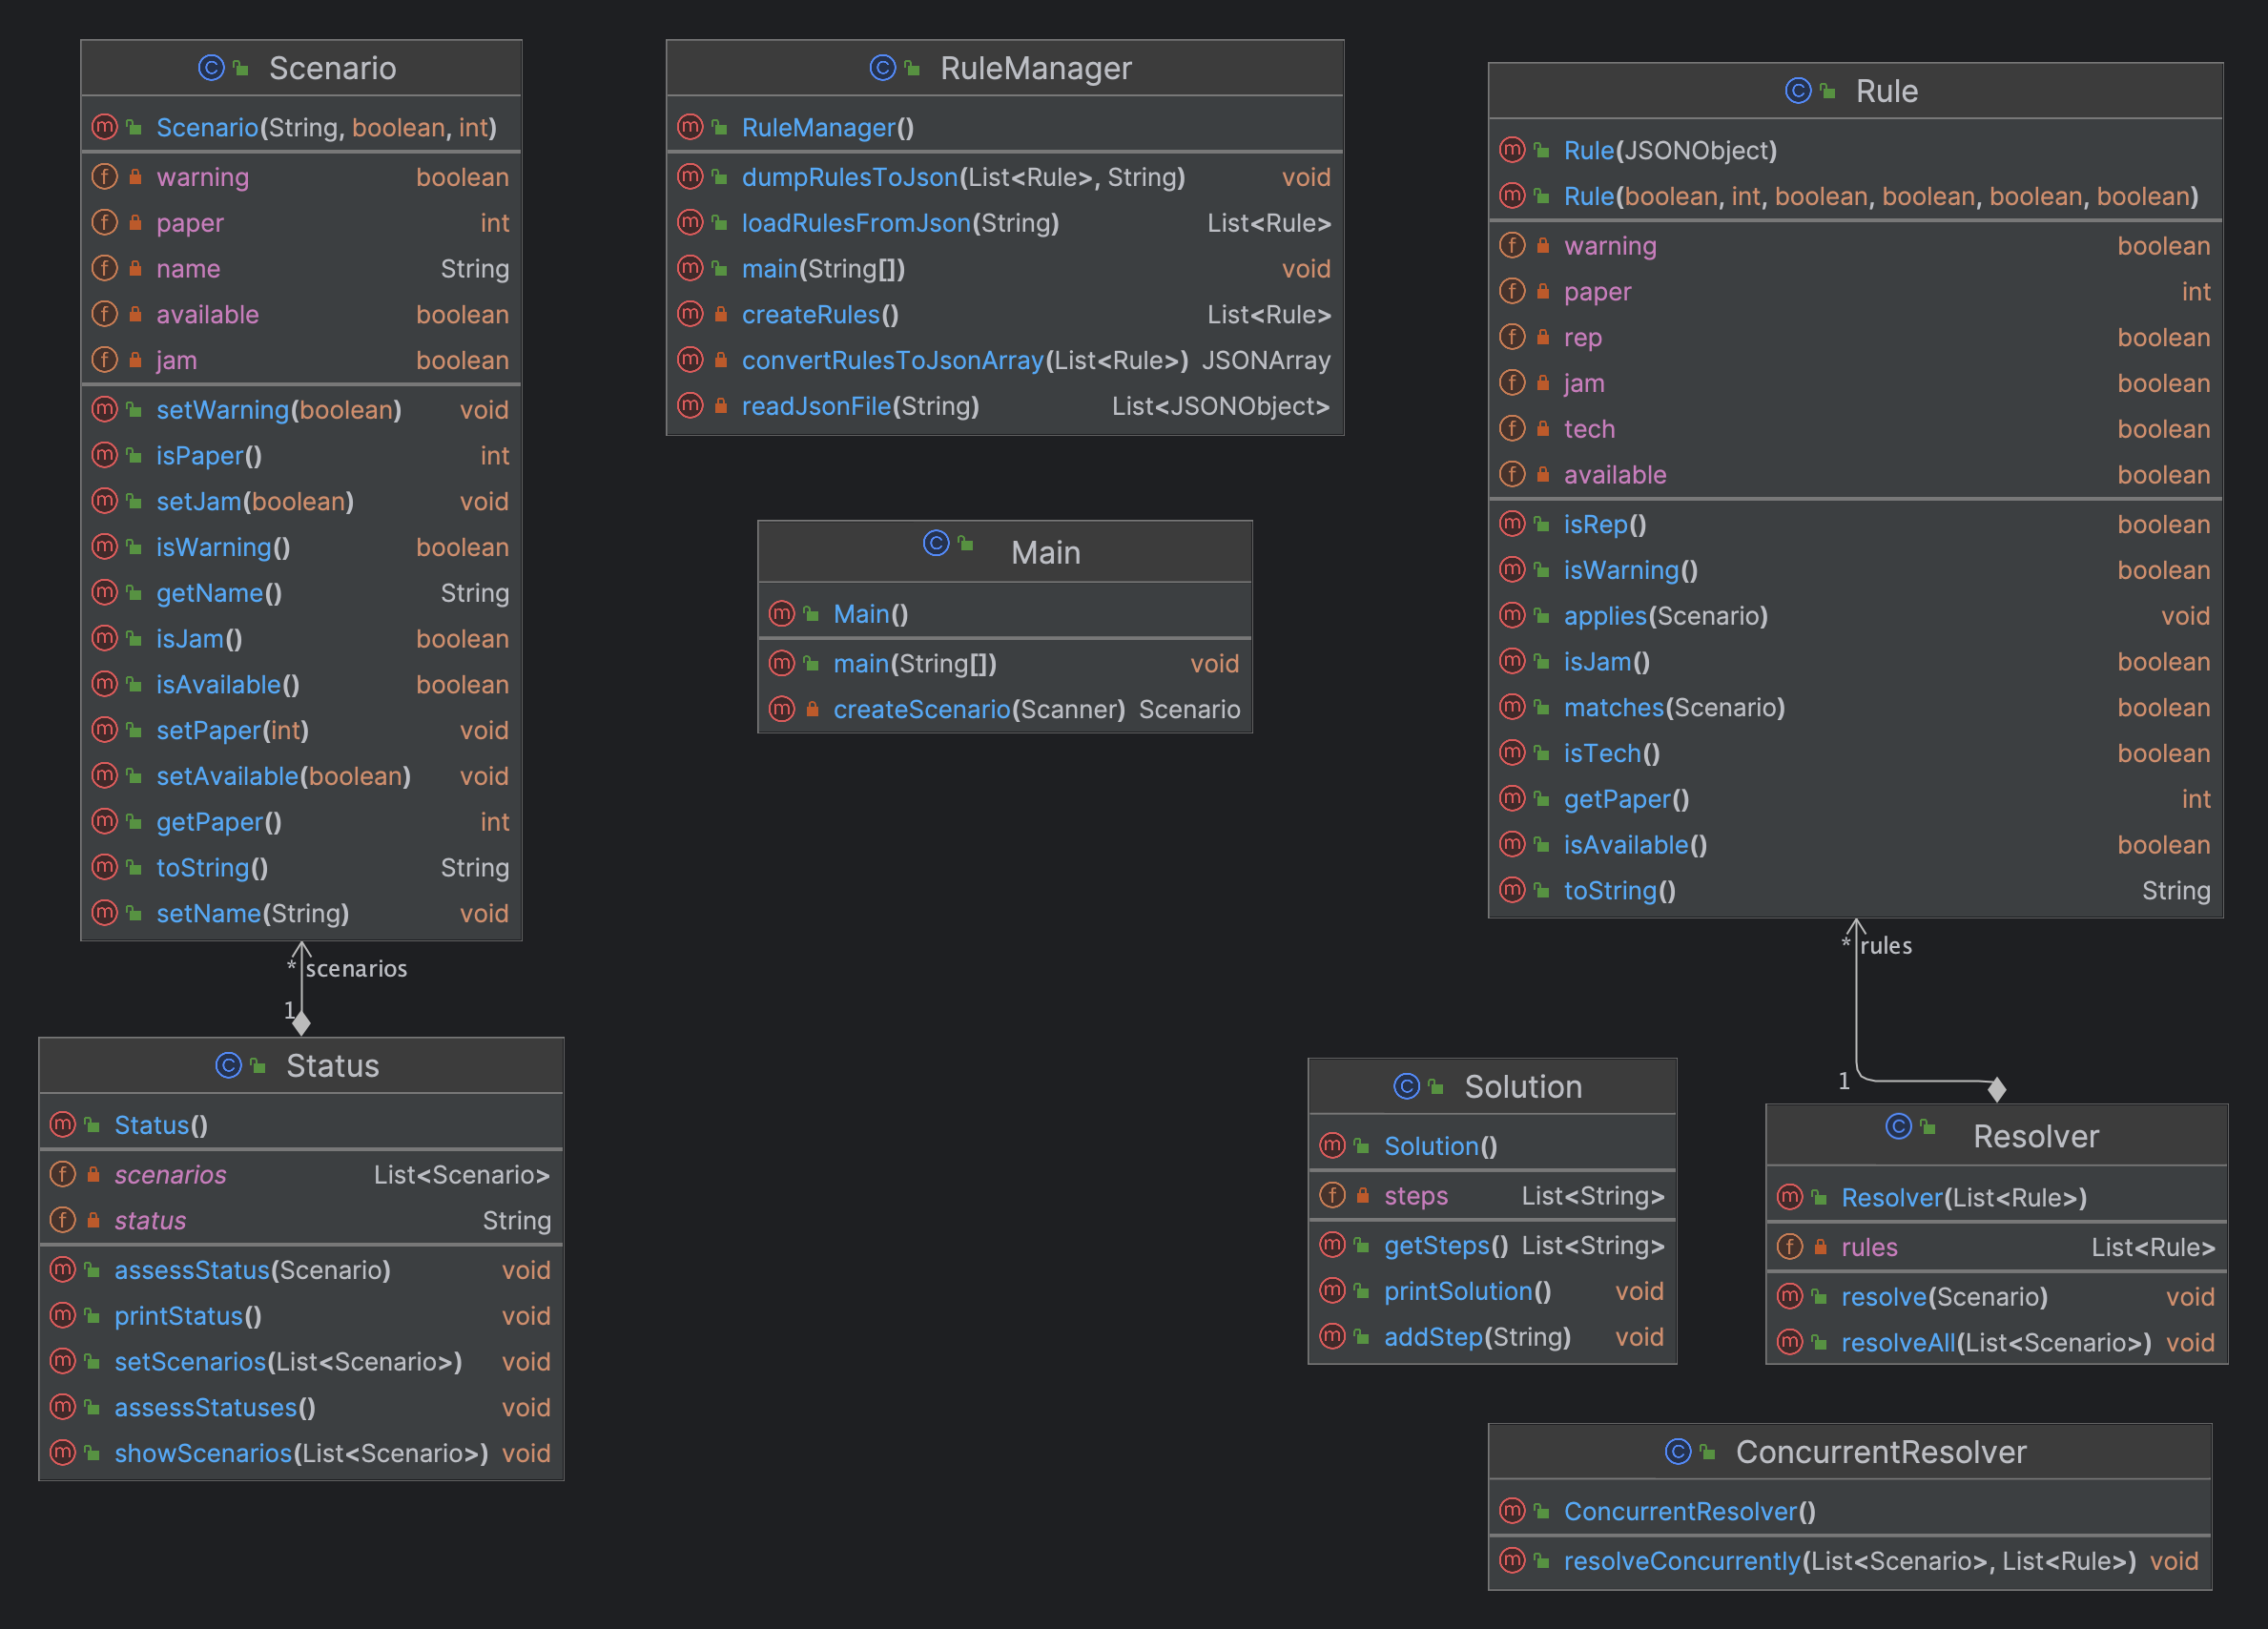 Scenario
Scenario(String, boolean, int)
warning boolean
paper int
name String
available boolean
jam boolean
setWarning(boolean) void
isPaper() int
setJam(boolean) void
isWarning() boolean
getName() String
isJam() boolean
isAvailable() boolean
setPaper(int) void
setAvailable(boolean) void
getPaper() int
toString() String
setName(String) void
* scenarios
1
Status
Status()
scenarios List<Scenario>
status String
assessStatus(Scenario) void
printStatus() void
setScenarios(List<Scenario>) void
assessStatuses() void
showScenarios(List<Scenario>) void
RuleManager
RuleManager()
dumpRulesToJson(List<Rule>, String) void
loadRulesFromJson(String) List<Rule>
main(String[]) void
createRules() List<Rule>
convertRulesToJsonArray(List<Rule>) JSONArray
readJsonFile(String) List<JSONObject>
Main
Main()
main(String[]) void
createScenario(Scanner) Scenario
Rule
Rule(JSONObject)
Rule(boolean, int, boolean, boolean, boolean, boolean)
warning boolean
paper int
rep boolean
jam boolean
tech boolean
available boolean
isRep() boolean
isWarning() boolean
applies(Scenario) void
isJam() boolean
matches(Scenario) boolean
isTech() boolean
getPaper() int
isAvailable() boolean
toString() String
* rules
1
Solution
Solution()
steps List<String>
getSteps() List<String>
printSolution() void
addStep(String) void
Resolver
Resolver(List<Rule>)
rules List<Rule>
resolve(Scenario) void
resolveAll(List<Scenario>) void
ConcurrentResolver
ConcurrentResolver()
resolveConcurrently(List<Scenario>, List<Rule>) void